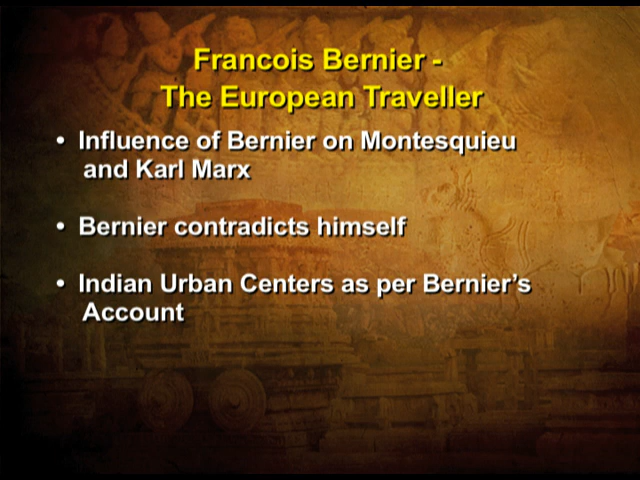 Francois Bernier -
The European Traveller
• Influence of Bernier on Montesquieu
and Karl Marx
• Bernier contradicts himself
• Indian Urban Centers as per Bernier's
Account